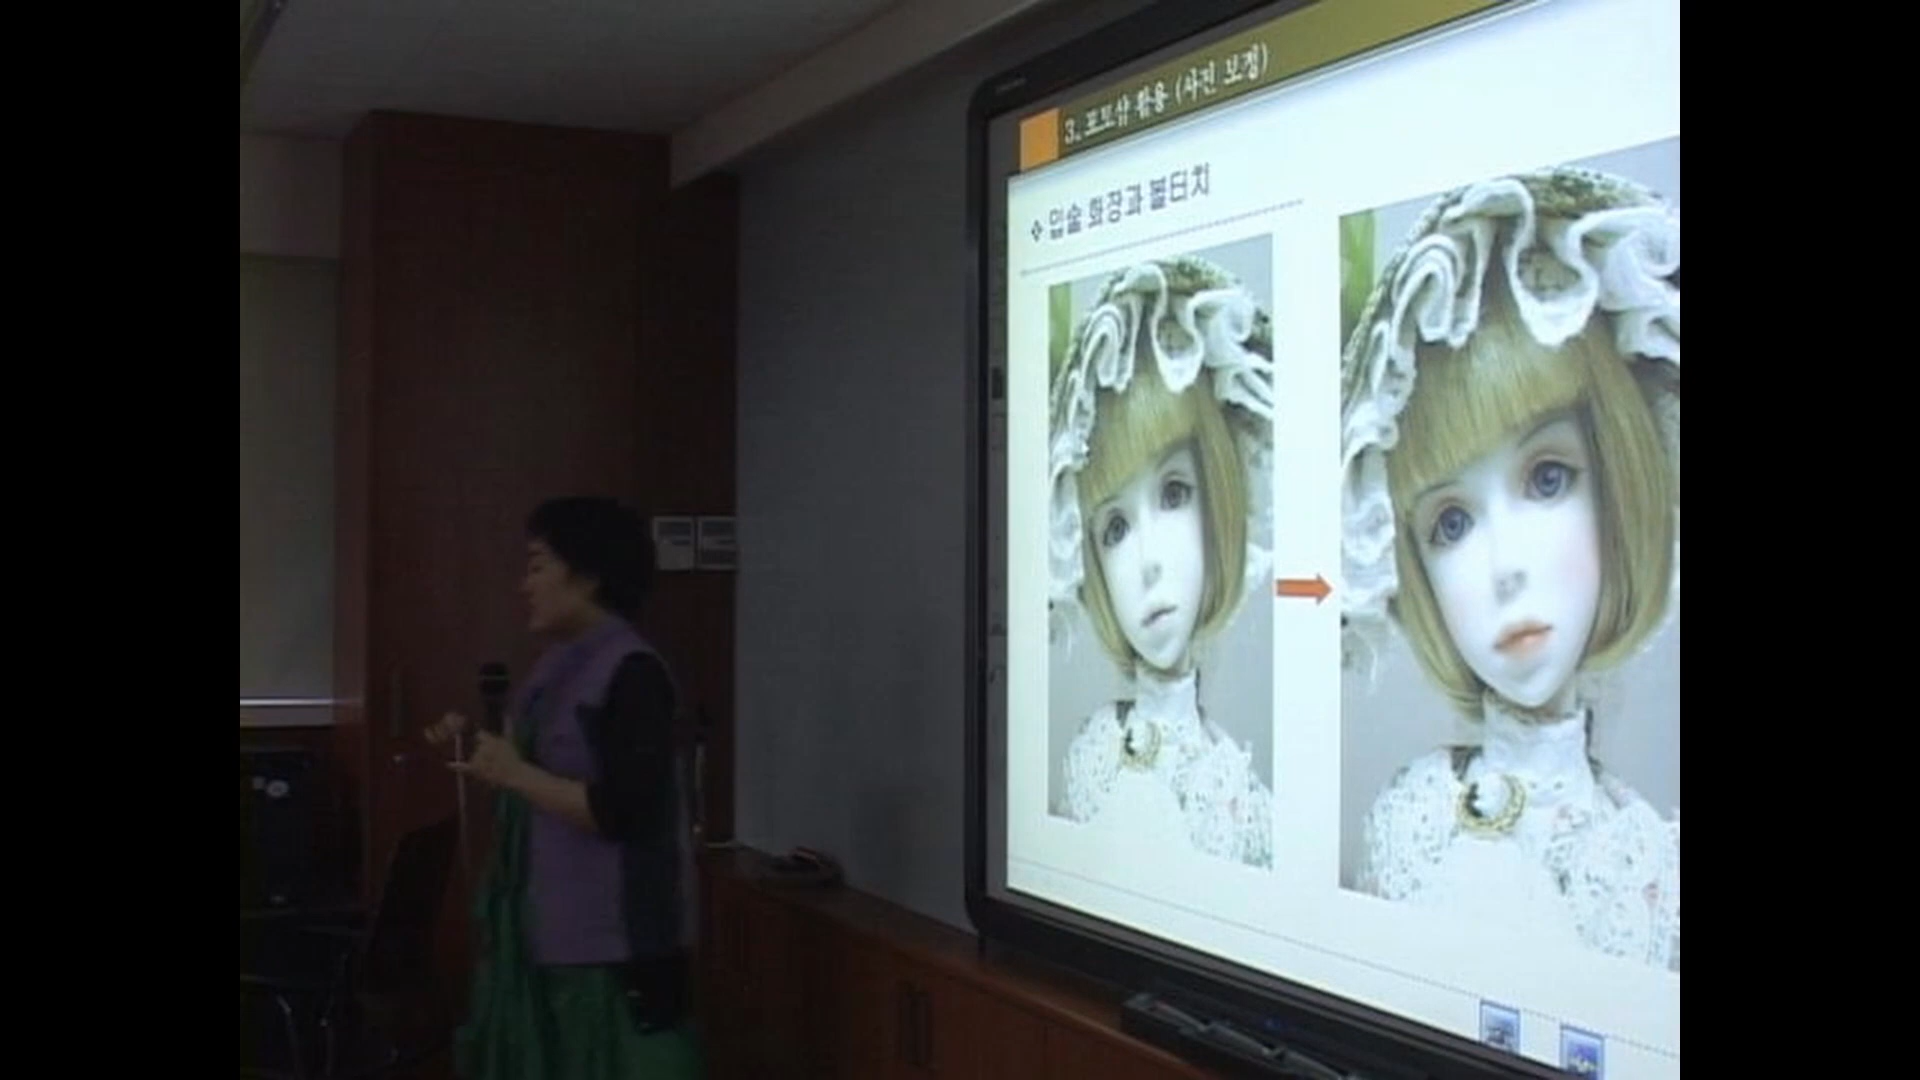 3. 포토샵 활용 (사진 보정)
❖ 입술 화장과 볼터치